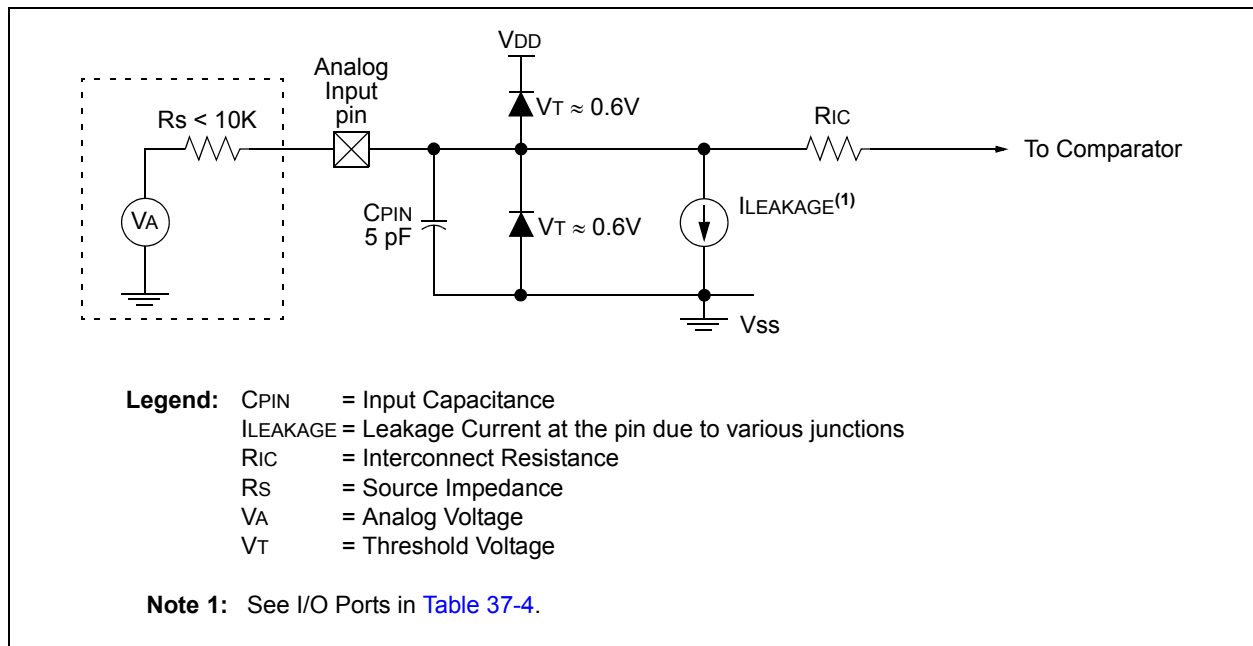 VDD
Analog
Input
pin
VT ≈ 0.6V
Rs < 10K
RIC
To Comparator
VA
CPIN
5 pF
VT ≈ 0.6V
ILEAKAGE(1)
Vss
Legend: CPIN = Input Capacitance
ILEAKAGE = Leakage Current at the pin due to various junctions
RIC = Interconnect Resistance
RS = Source Impedance
VA = Analog Voltage
VT = Threshold Voltage
Note 1: See I/O Ports in Table 37-4.